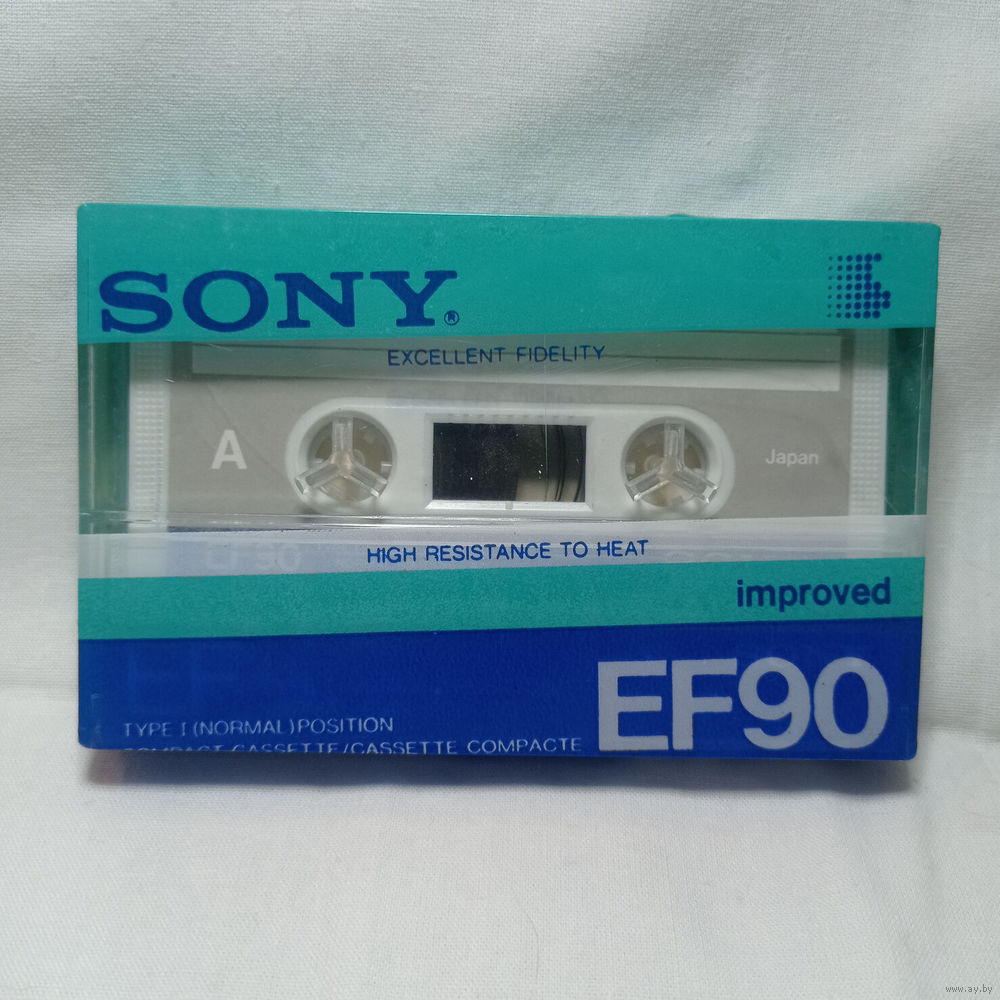 SONY®
EXCELLENT FIDELITY
A
Japan
EF90
HIGH RESISTANCE TO HEAT
improved
EF90
TYPE I (NORMAL) POSITION
COMPACT CASSETTE/CASSETTE COMPACTE
www.ay.by